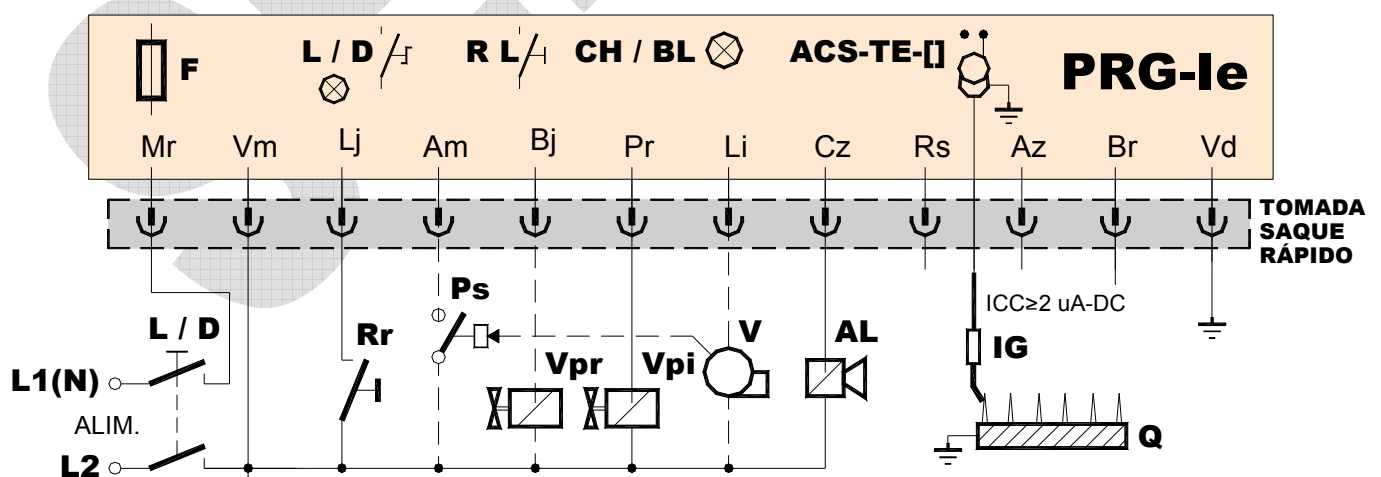 F L / D R L CH / BL ACS-TE-[] PRG-Ie
Mr Vm Lj Am Bj Pr Li Cz Rs Az Br Vd
TOMADA
SAQUE
RÁPIDO
Ps ICC≥2 uA-DC
L / D Rr V AL IG
L1(N) Vpr Vpi
ALIM.
Q
L2